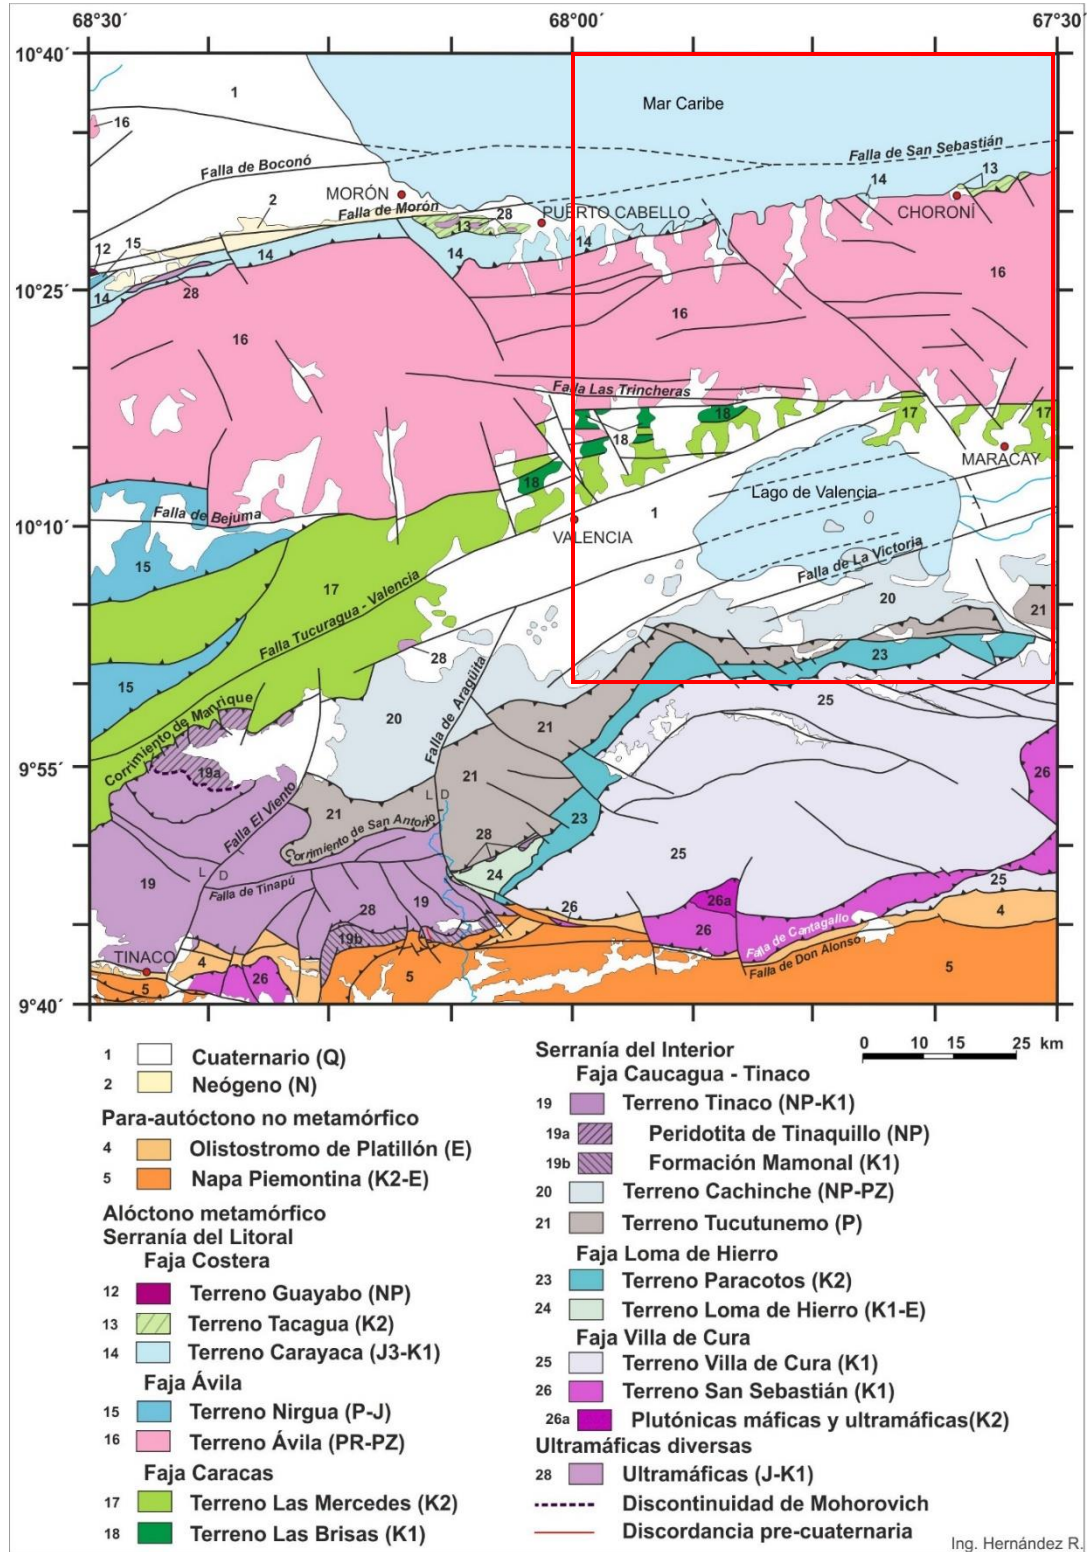 68°30´ 68°00´ 67°30´
10°40´
1
Mar Caribe
16
Falla de San Sebastián
Falla de Boconó
14
13
MORÓN
CHORONÍ
2
Falla de Morón
28
PUERTO CABELLO
13
12
15
14
14
14
16
10°25´
14
28
16
16
Falla Las Trincheras
18
17
17
18
MARACAY
18
Lago de Valencia
10°10´
Falla de Bejuma
1
VALENCIA
15
Falla de La Victoria
17
20
21
Falla Tucuragua - Valencia
28
23
15
Falla de Aragüita
25
Corrimiento de Manrique
20
21
9°55´
19a
21
26
L D
21
Falla El Viento
Corrimiento de San Antonio
23
28
25
24
19
L D
Falla de Tinapú
25
28
19
26a
26
4
19b
26
Falla de Cantagallo
TINACO
4
Falla de Don Alonso
26
5
5
5
9°40´
1 Cuaternario (Q)
2 Neógeno (N)
Para-autóctono no metamórfico
4 Olistostromo de Platillón (E)
5 Napa Piemontina (K2-E)
Alóctono metamórfico
Serranía del Litoral
Faja Costera
12 Terreno Guayabo (NP)
13 Terreno Tacagua (K2)
14 Terreno Carayaca (J3-K1)
Faja Ávila
15 Terreno Nirgua (P-J)
16 Terreno Ávila (PR-PZ)
Faja Caracas
17 Terreno Las Mercedes (K2)
18 Terreno Las Brisas (K1)
0 10 15 25 km
Serranía del Interior
Faja Caucagua - Tinaco
19 Terreno Tinaco (NP-K1)
19a Peridotita de Tinaquillo (NP)
19b Formación Mamonal (K1)
20 Terreno Cachinche (NP-PZ)
21 Terreno Tucutunemo (P)
Faja Loma de Hierro
23 Terreno Paracotos (K2)
24 Terreno Loma de Hierro (K1-E)
Faja Villa de Cura
25 Terreno Villa de Cura (K1)
26 Terreno San Sebastián (K1)
26a Plutónicas máficas y ultramáficas(K2)
Ultramáficas diversas
28 Ultramáficas (J-K1)
Discontinuidad de Mohorovich
Discordancia pre-cuaternaria
Ing. Hernández R.